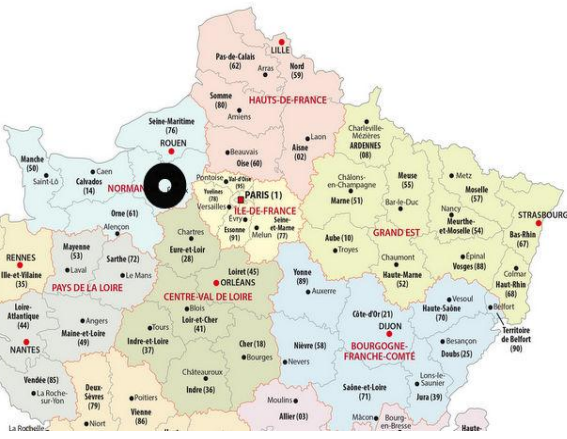 LILLE
Pas-de-Calais
(62)
Arras
Nord
(59)
Somme
(80)
HAUTS-DE-FRANCE
Amiens
Seine-Maritime
(76)
ROUEN
Laon
Aisne
(02)
Beauvais
Oise (60)
Charleville-
Mézières
ARDENNES
(08)
Manche
(50)
Saint-Lô
Caen
Calvados
(14)
NORMAN
Orne (61)
Alençon
Pontoise
Val-d'Oise
(95)
Yvelines
(78)
Versailles
PARIS (1)
ÎLE-DE-FRANCE
Évry
Essonne
(91)
Melun
Seine-
et-Marne
(77)
Châlons-
en-Champagne
Marne (51)
Meuse
(55)
Bar-le-Duc
Metz
Moselle
(57)
Nancy
Meurthe-
et-Moselle (54)
STRASBOURG
Bas-Rhin
(67)
GRAND EST
Aube (10)
Troyes
Chaumont
Haute-Marne
(52)
Épinal
Vosges (88)
Colmar
Haut-Rhin
(68)
RENNES
Ille-et-Vilaine
(35)
Mayenne
(53)
Laval
Sarthe (72)
Le Mans
PAYS DE LA LOIRE
Chartres
Eure-et-Loir
(28)
Loiret (45)
ORLÉANS
CENTRE-VAL DE LOIRE
Blois
Loir-et-Cher
(41)
Yonne
(89)
Auxerre
Côte-d'Or (21)
DIJON
BOURGOGNE-
FRANCHE-COMTÉ
Vesoul
Haute-Saône
(70)
Belfort
Territoire
de Belfort
(90)
Besançon
Doubs (25)
Loire-
Atlantique
(44)
NANTES
Angers
Maine-et-Loire
(49)
Tours
Indre-et-Loire
(37)
Cher (18)
Bourges
Nièvre (58)
Nevers
Châteauroux
Indre (36)
Saône-et-Loire
(71)
Lons-le-
Saunier
Jura (39)
Vendée (85)
La Roche-
sur-Yon
Deux-
Sèvres
(79)
Poitiers
Vienne
(86)
Moulins
Allier (03)
Mâcon
Bourg-
en-Bresse
La Rochelle
Niort
Haute-